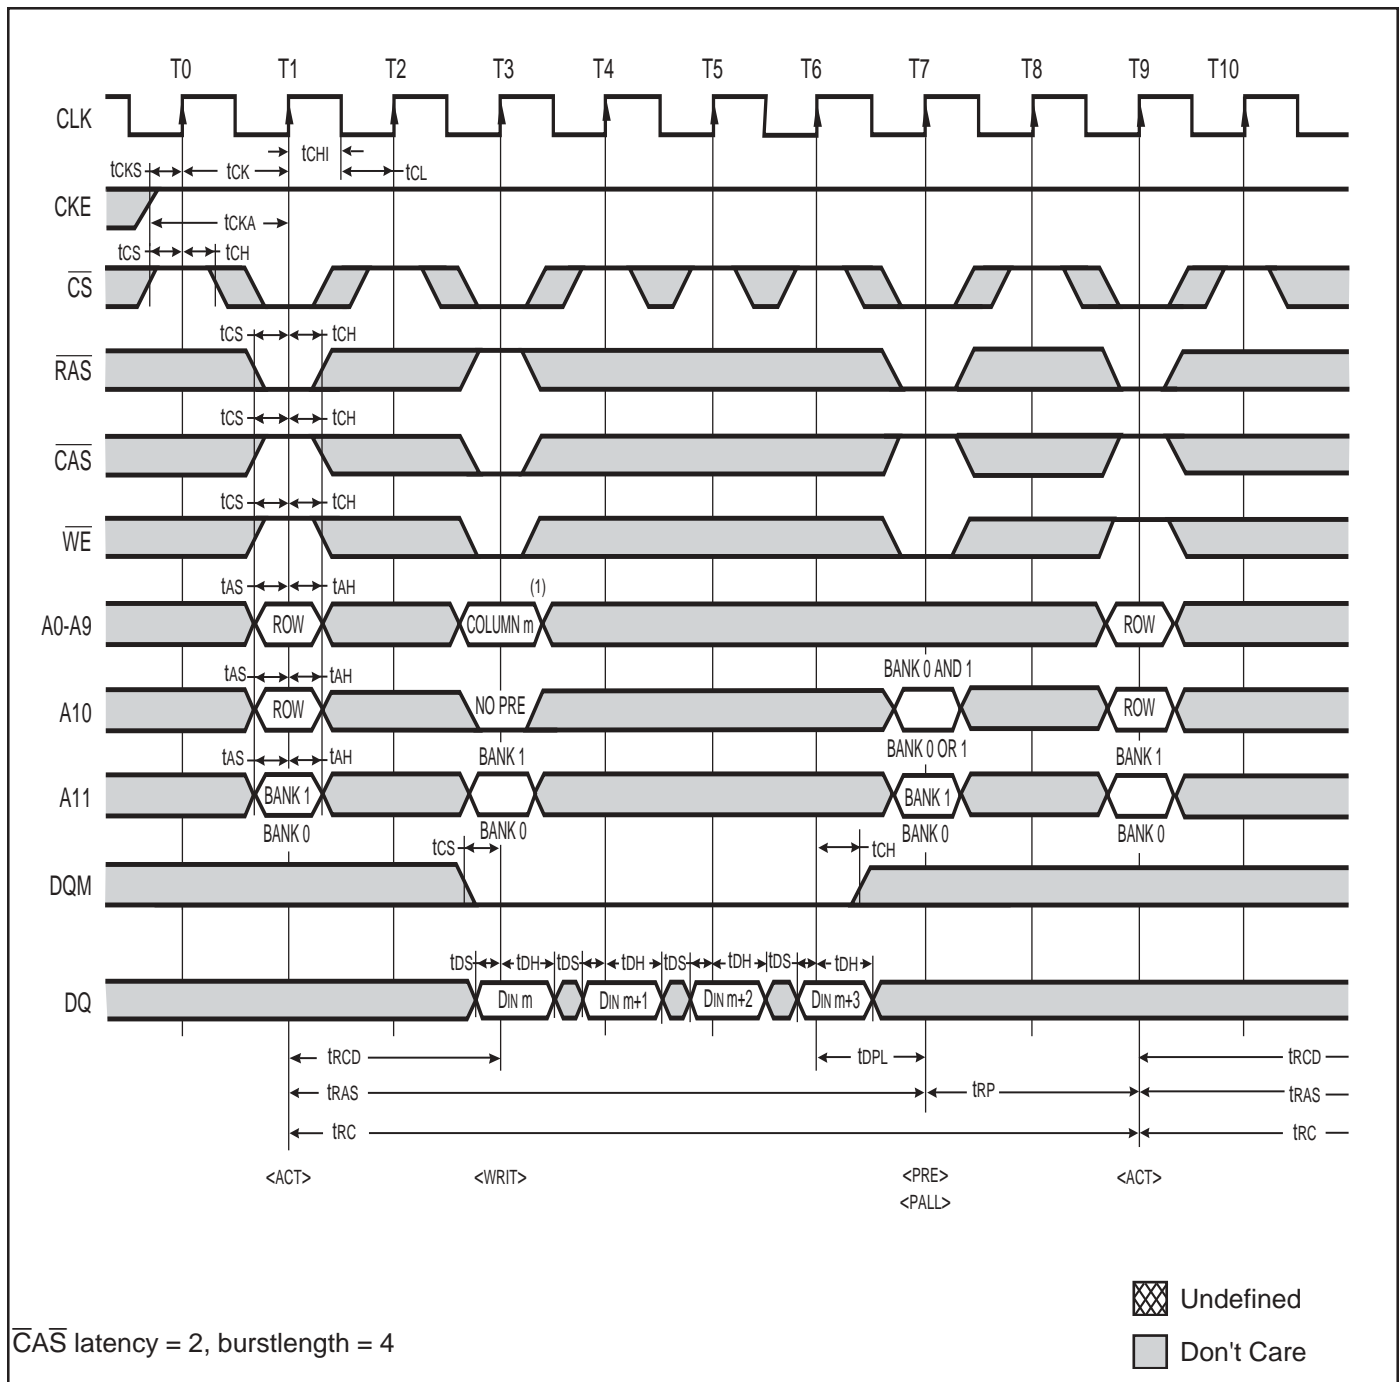 T0 T1 T2 T3 T4 T5 T6 T7 T8 T9 T10
CLK
tCHI
tCKS tCK tCL
CKE
tCKA
tCS tCH
CS
tCS tCH
RAS
tCS tCH
CAS
tCS tCH
WE
tAS tAH (1)
A0-A9 ROW COLUMN m ROW
BANK 0 AND 1
tAS tAH
A10 ROW NO PRE ROW
BANK 1 BANK 0 OR 1 BANK 1
tAS tAH
A11 BANK 1 BANK 1
BANK 0 BANK 0 BANK 0 BANK 0
tCS tCH
DQM
tDS tDH tDS tDH tDS tDH tDS tDH
DQ DIN m DIN m+1 DIN m+2 DIN m+3
tRCD tDPL tRCD
tRAS tRP tRAS
tRC tRC
<ACT> <WRIT> <PRE> <ACT>
<PALL>
Undefined
CAS latency = 2, burstlength = 4
Don't Care